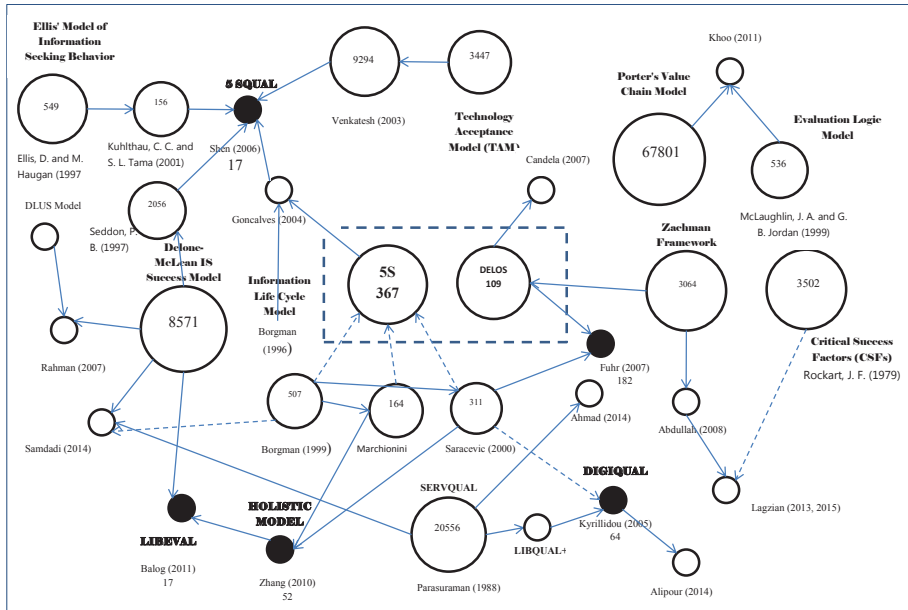 Ellis' Model of
Information
Seeking Behavior
549
Ellis, D. and M.
Haugan (1997
156
Kuhlthau, C. C. and
S. L. Tama (2001)
5 SQUAL
Shen (2006)
17
9294
Venkatesh (2003)
3447
Technology
Acceptance
Model (TAM)
Khoo (2011)
Porter's Value
Chain Model
67801
Evaluation Logic
Model
536
McLaughlin, J. A. and G.
B. Jordan (1999)
Candela (2007)
DLUS Model
2056
Seddon, P.
B. (1997)
Goncalves (2004)
Delone-
McLean IS
Success Model
8571
Information
Life Cycle
Model
Borgman
(1996)
5S
367
DELOS
109
Zachman
Framework
3064
3502
Critical Success
Factors (CSFs)
Rockart, J. F. (1979)
Rahman (2007)
Fuhr (2007)
182
507
Borgman (1999)
164
Marchionini
311
Saracevic (2000)
Ahmad (2014)
Abdullah (2008)
Samdadi (2014)
Lagzian (2013, 2015)
LIBEVAL
Balog (2011)
17
HOLISTIC
MODEL
Zhang (2010)
52
SERVQUAL
20556
Parasuraman (1988)
LIBQUAL+
DIGIQUAL
Kyrillidou (2005)
64
Alipour (2014)